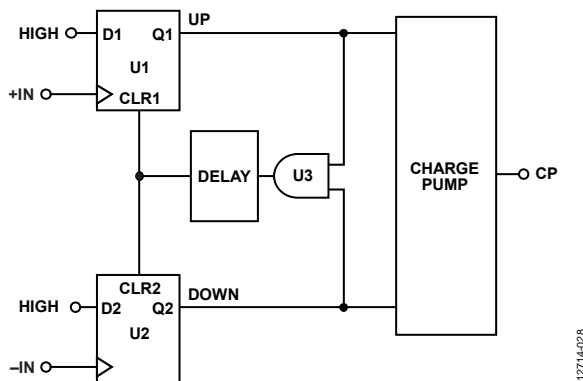 UP
HIGH
D1
Q1
U1
+IN
CLR1
DELAY
U3
CHARGE
PUMP
CP
CLR2
DOWN
HIGH
D2
Q2
U2
–IN
12714-028